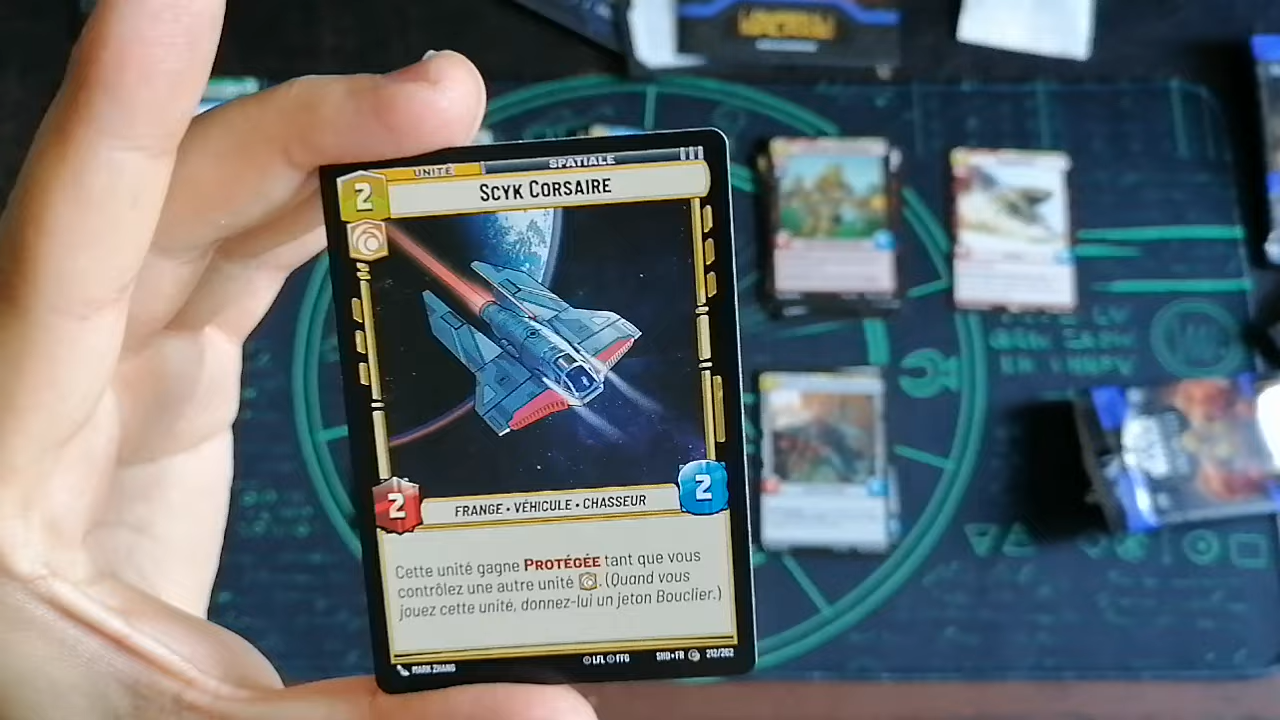 UNITÉ
SPATIALE
2
SCYK CORSAIRE
2
FRANGE • VÉHICULE • CHASSEUR
2
Cette unité gagne PROTÉGÉE tant que vous
contrôlez une autre unité . (Quand vous
jouez cette unité, donnez-lui un jeton Bouclier.)
MARK ZHANG
© LFL © FFG
SHD • FR
C
212/262